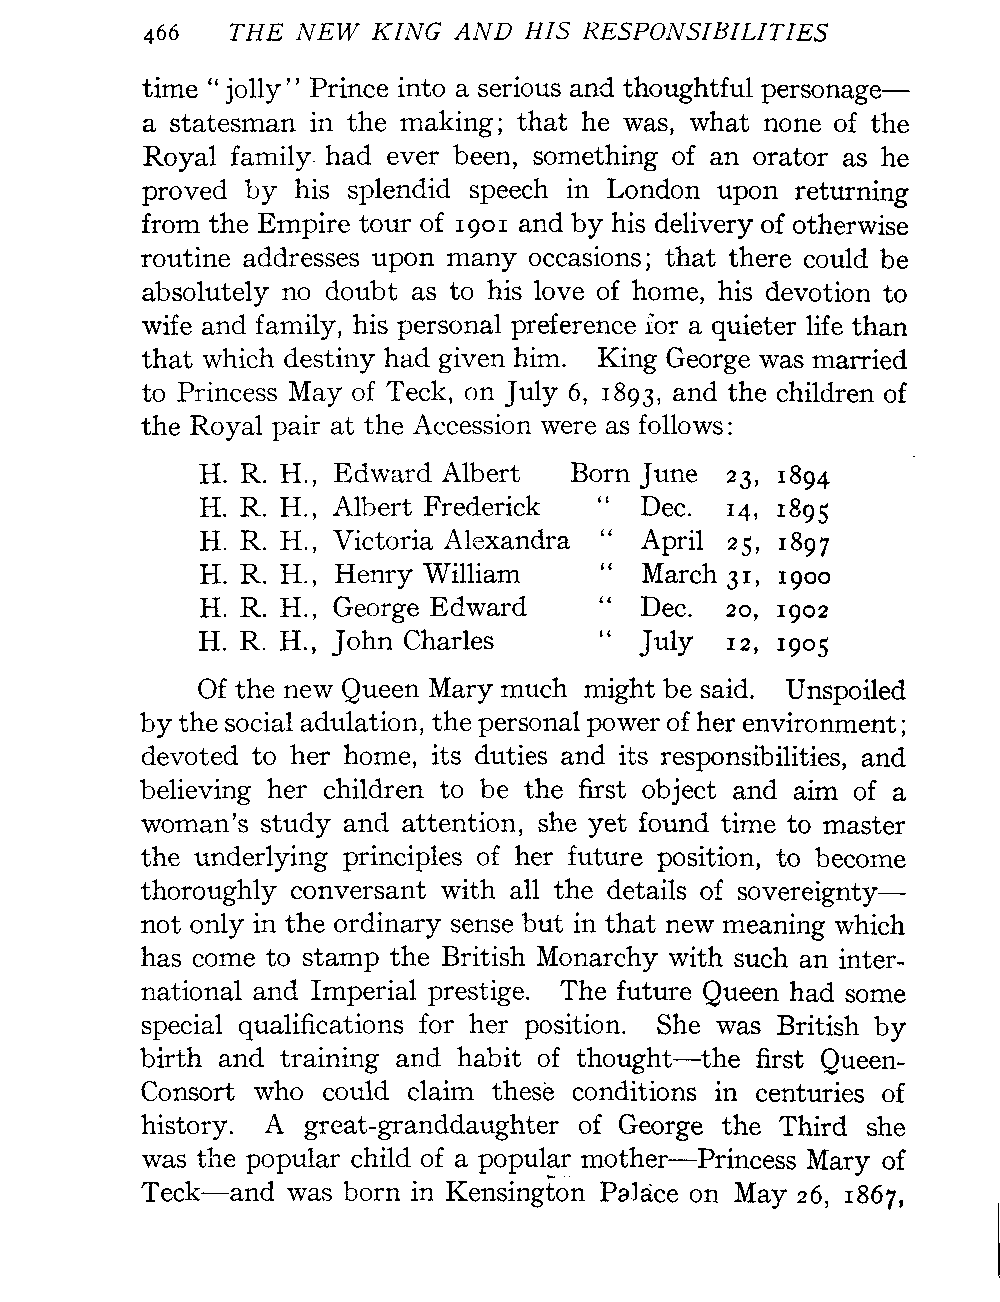 466 THE NEW KING AND HIS RESPONSIBILITIES
time “jolly” Prince into a serious and thoughtful personage—
a statesman in the making; that he was, what none of the
Royal family had ever been, something of an orator as he
proved by his splendid speech in London upon returning
from the Empire tour of 1901 and by his delivery of otherwise
routine addresses upon many occasions; that there could be
absolutely no doubt as to his love of home, his devotion to
wife and family, his personal preference for a quieter life than
that which destiny had given him. King George was married
to Princess May of Teck, on July 6, 1893, and the children of
the Royal pair at the Accession were as follows:
H. R. H., Edward Albert Born June 23, 1894
H. R. H., Albert Frederick “ Dec. 14, 1895
H. R. H., Victoria Alexandra “ April 25, 1897
H. R. H., Henry William “ March 31, 1900
H. R. H., George Edward “ Dec. 20, 1902
H. R. H., John Charles “ July 12, 1905
Of the new Queen Mary much might be said. Unspoiled
by the social adulation, the personal power of her environment;
devoted to her home, its duties and its responsibilities, and
believing her children to be the first object and aim of a
woman's study and attention, she yet found time to master
the underlying principles of her future position, to become
thoroughly conversant with all the details of sovereignty—
not only in the ordinary sense but in that new meaning which
has come to stamp the British Monarchy with such an inter-
national and Imperial prestige. The future Queen had some
special qualifications for her position. She was British by
birth and training and habit of thought—the first Queen-
Consort who could claim these conditions in centuries of
history. A great-granddaughter of George the Third she
was the popular child of a popular mother—Princess Mary of
Teck—and was born in Kensington Palace on May 26, 1867,